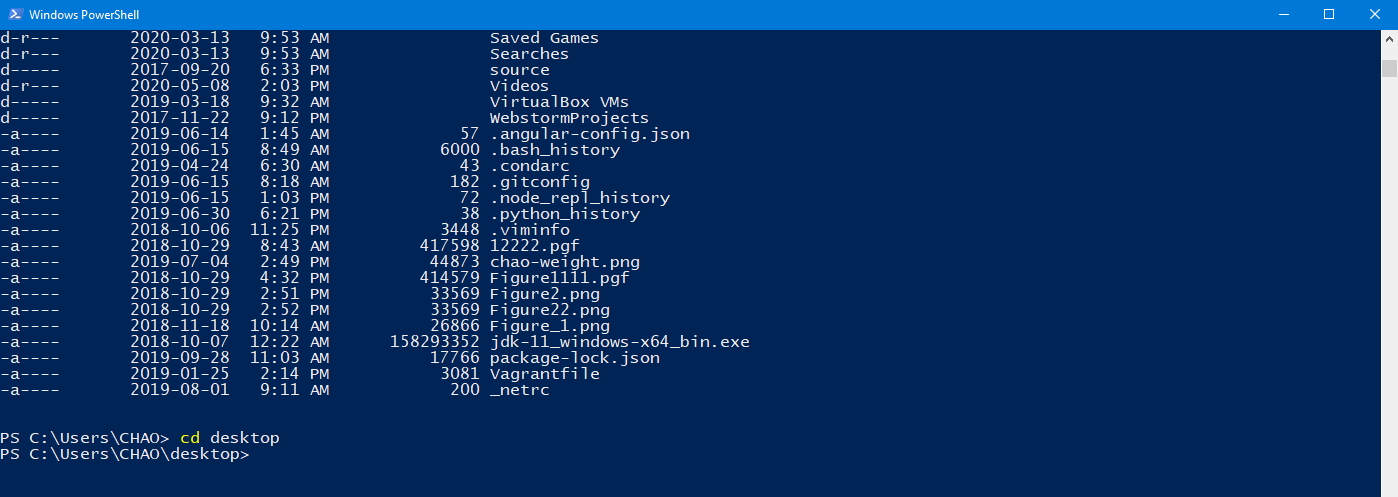 Windows PowerShell
d-r---       2020-03-13   9:53 AM                Saved Games
d-r---       2020-03-13   9:53 AM                Searches
d-----       2017-09-20   6:33 PM                source
d-r---       2020-05-08   2:03 PM                Videos
d-----       2019-03-18   9:32 AM                VirtualBox VMs
d-----       2017-11-22   9:12 PM                WebstormProjects
-a----       2019-06-14   1:45 AM             57 .angular-config.json
-a----       2019-06-15   8:49 AM           6000 .bash_history
-a----       2019-04-24   6:30 AM             43 .condarc
-a----       2019-06-15   8:18 AM            182 .gitconfig
-a----       2019-06-15   1:03 PM             72 .node_repl_history
-a----       2019-06-30   6:21 PM             38 .python_history
-a----       2018-10-06  11:25 PM           3448 .viminfo
-a----       2018-10-29   8:43 AM         417598 12222.pgf
-a----       2019-07-04   2:49 PM          44873 chao-weight.png
-a----       2018-10-29   4:32 PM         414579 Figure1111.pgf
-a----       2018-10-29   2:51 PM          33569 Figure2.png
-a----       2018-10-29   2:52 PM          33569 Figure22.png
-a----       2018-11-18  10:14 AM          26866 Figure_1.png
-a----       2018-10-07  12:22 AM      158293352 jdk-11_windows-x64_bin.exe
-a----       2019-09-28  11:03 AM          17766 package-lock.json
-a----       2019-01-25   2:14 PM           3081 Vagrantfile
-a----       2019-08-01   9:11 AM            200 _netrc
PS C:\Users\CHAO> cd desktop
PS C:\Users\CHAO\desktop>